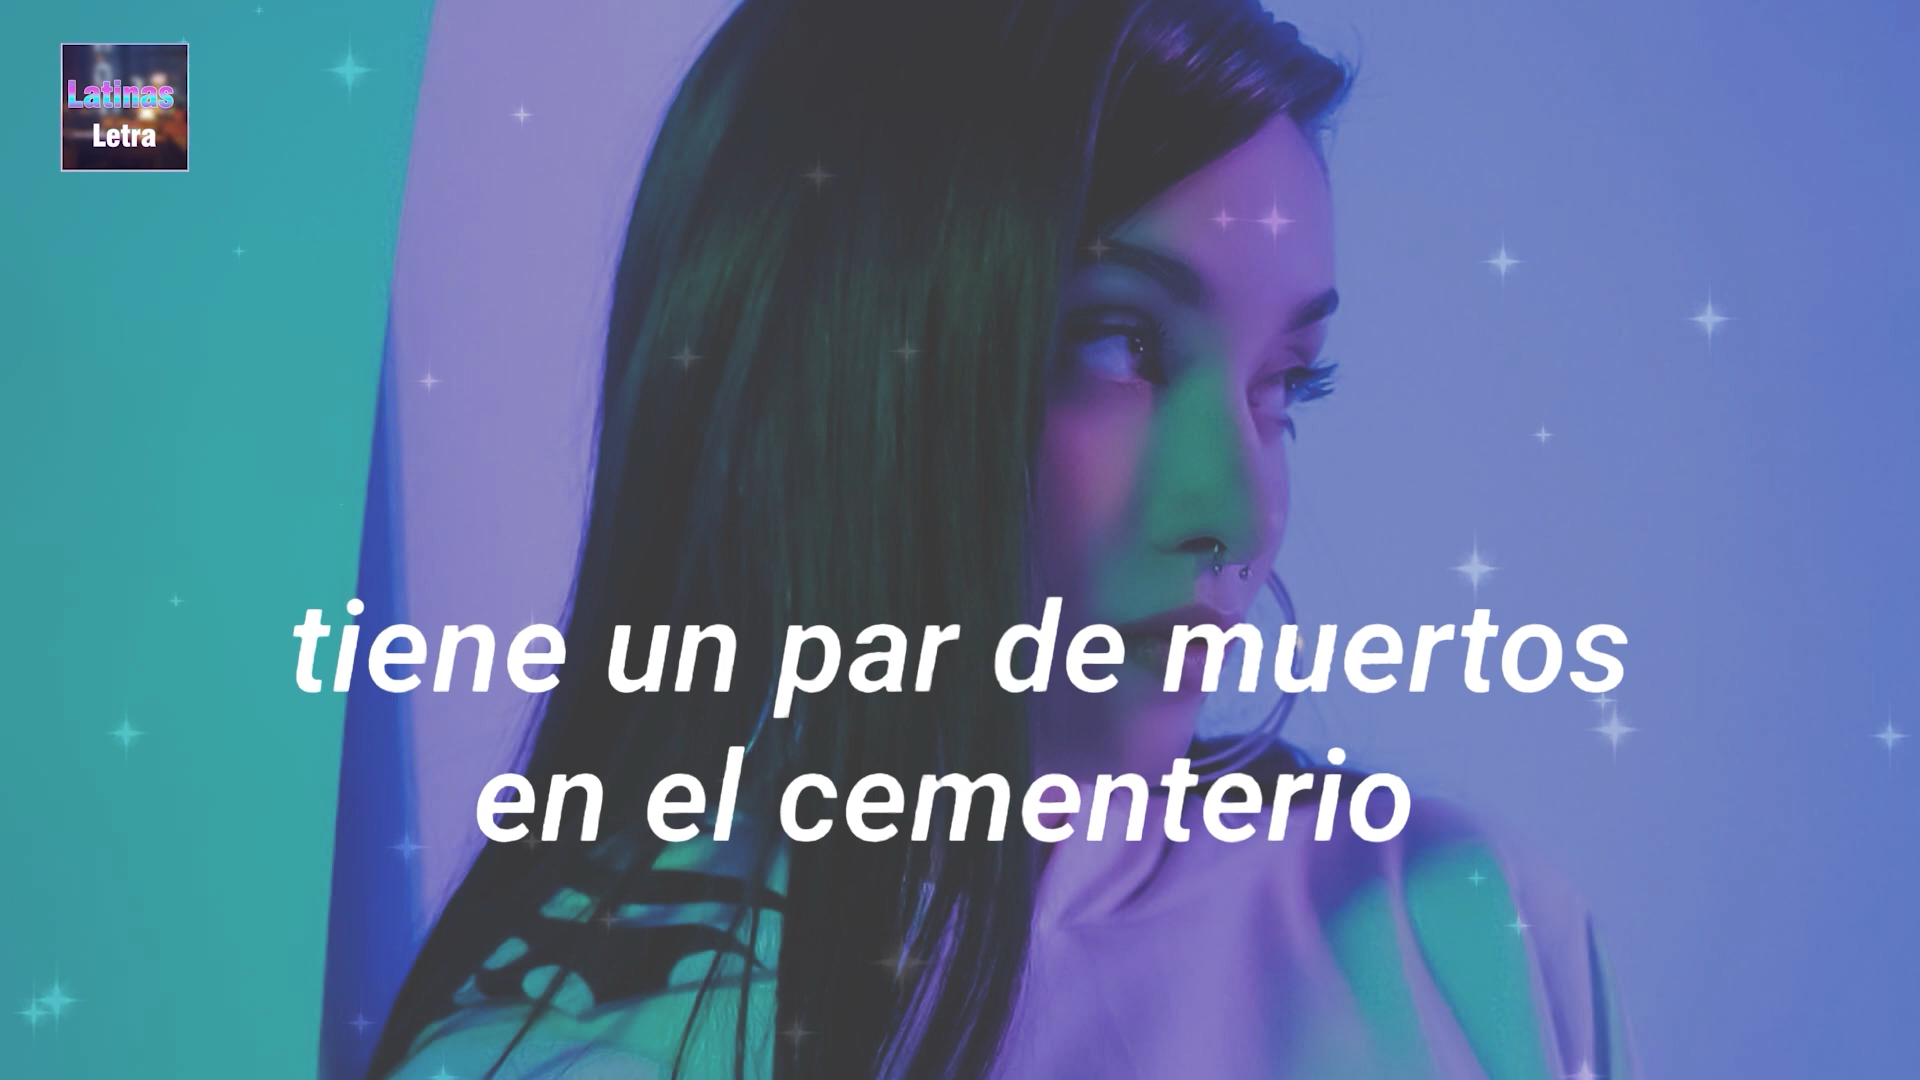 Latinas
Letra
tiene un par de muertos
en el cementerio